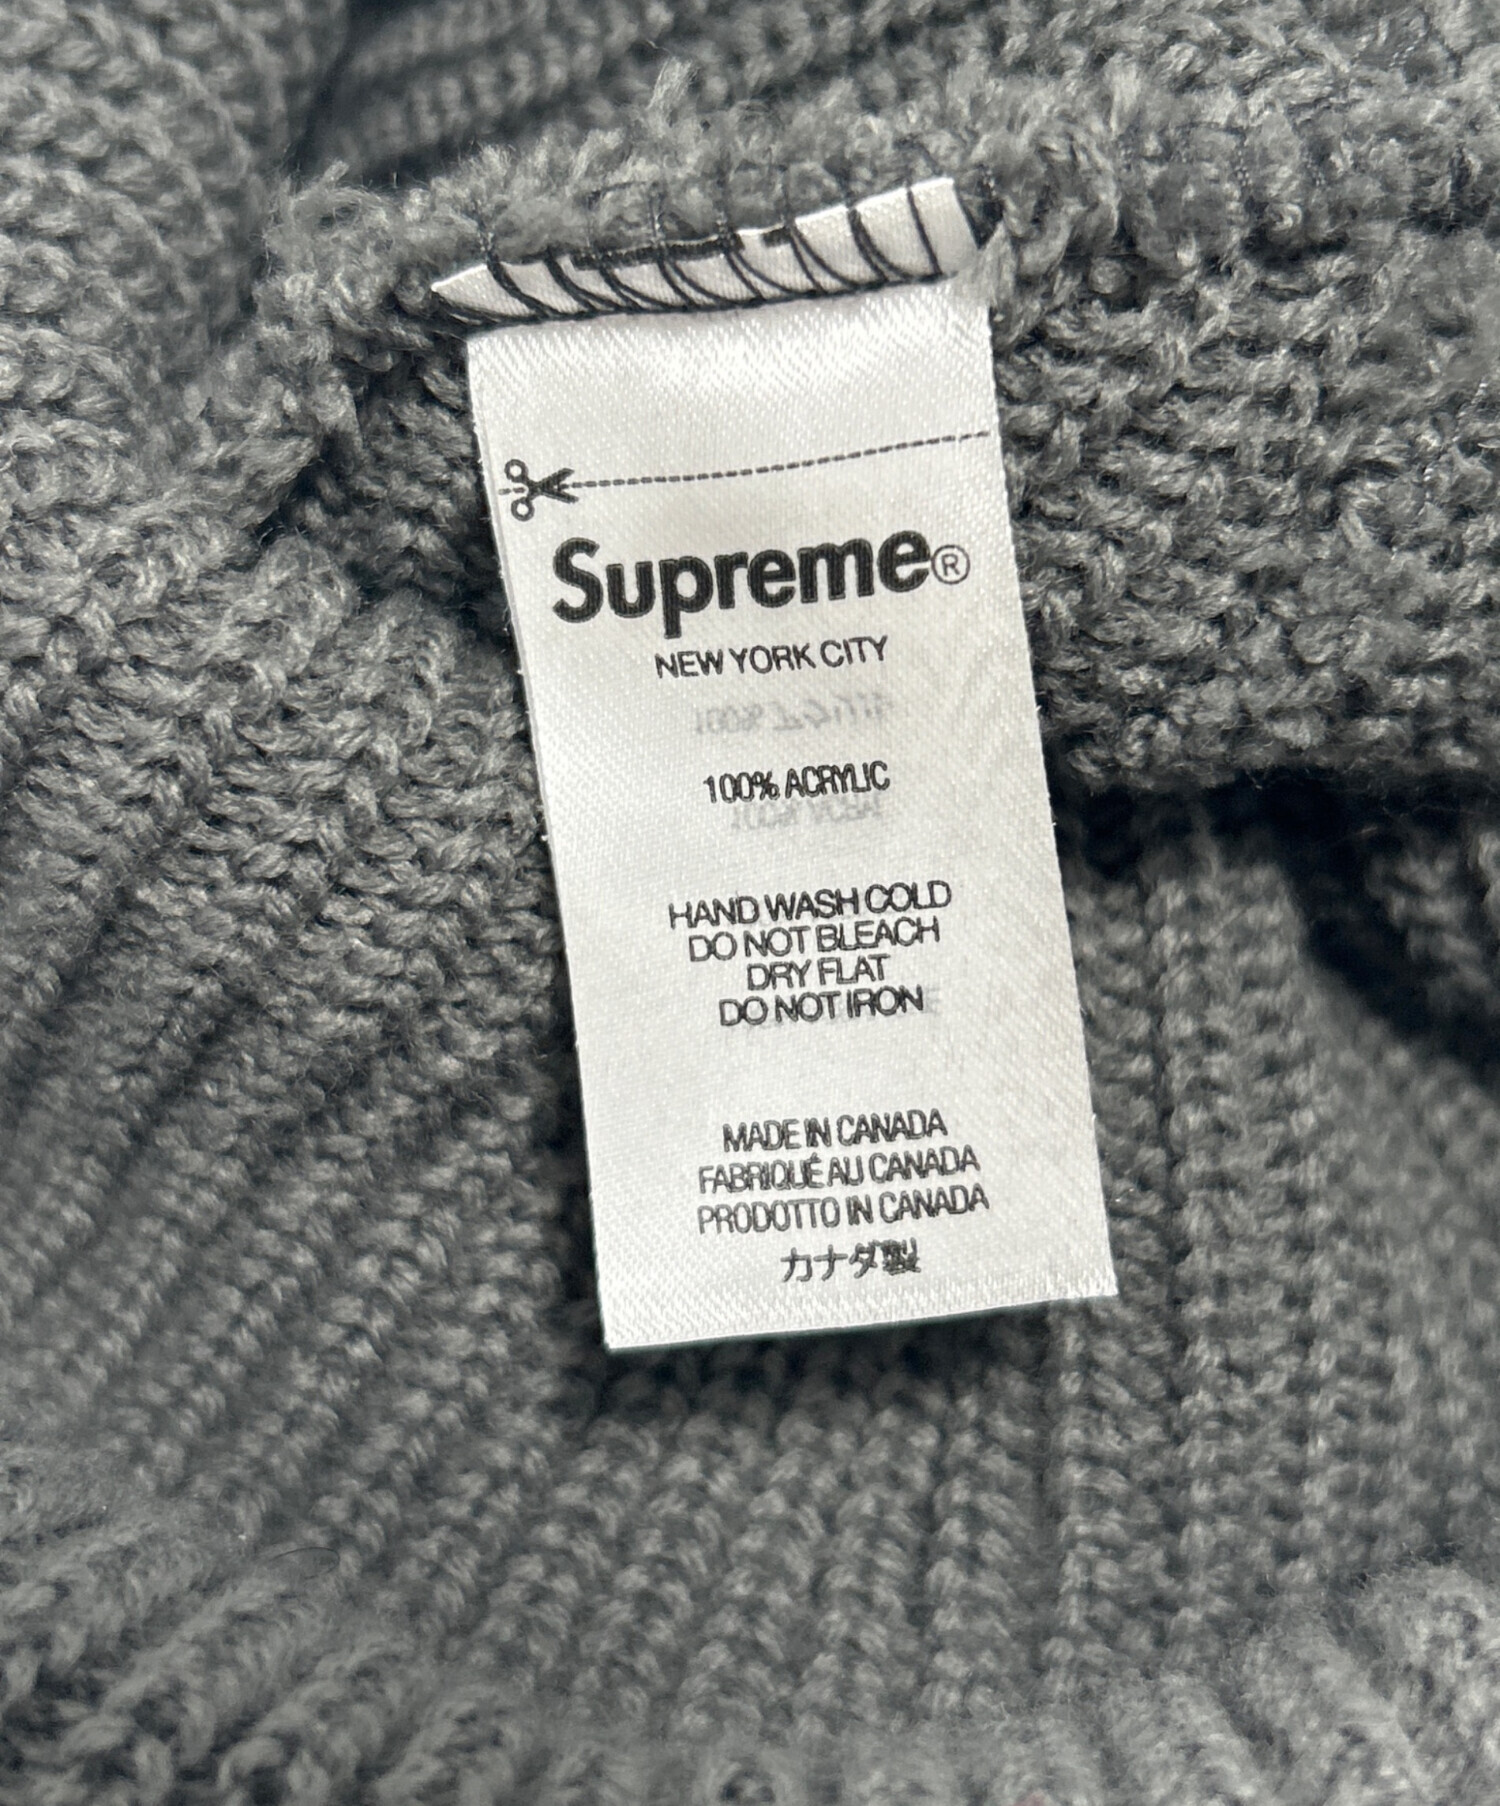 Supreme®
NEW YORK CITY
100% ACRYLIC
HAND WASH COLD
DO NOT BLEACH
DRY FLAT
DO NOT IRON
MADE IN CANADA
FABRIQUÉ AU CANADA
PRODOTTO IN CANADA
カナダ製